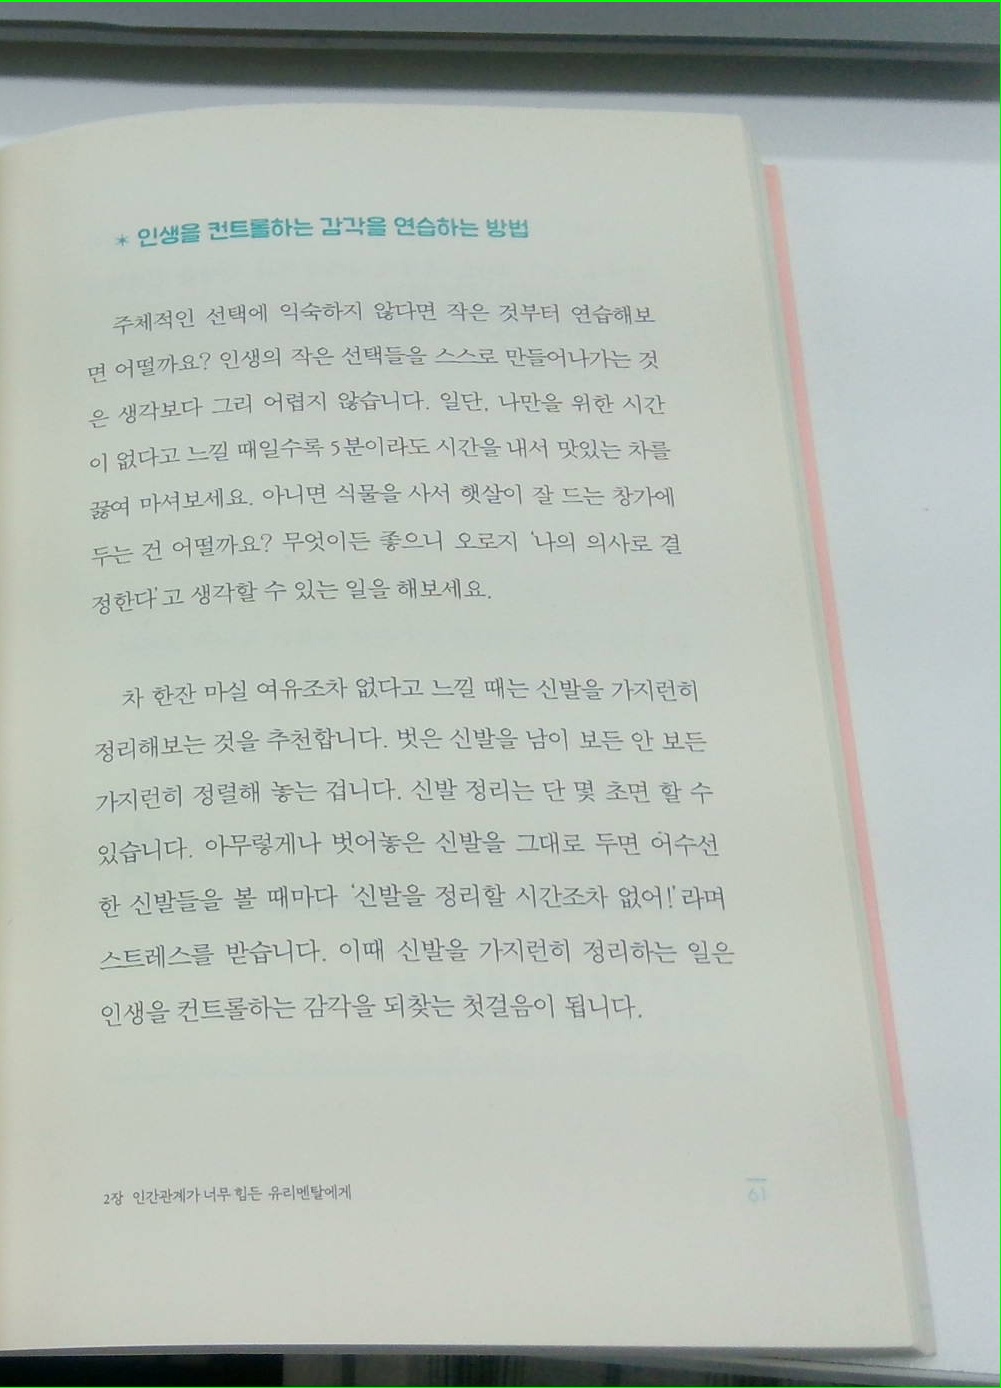 * 인생을 컨트롤하는 감각을 연습하는 방법
주체적인 선택에 익숙하지 않다면 작은 것부터 연습해보
면 어떨까요? 인생의 작은 선택들을 스스로 만들어나가는 것
은 생각보다 그리 어렵지 않습니다. 일단, 나만을 위한 시간
이 없다고 느낄 때일수록 5분이라도 시간을 내서 맛있는 차를
끓여 마셔보세요. 아니면 식물을 사서 햇살이 잘 드는 창가에
두는 건 어떨까요? 무엇이든 좋으니 오로지 '나의 의사로 결
정한다'고 생각할 수 있는 일을 해보세요.
차 한잔 마실 여유조차 없다고 느낄 때는 신발을 가지런히
정리해보는 것을 추천합니다. 벗은 신발을 남이 보든 안 보든
가지런히 정렬해 놓는 겁니다. 신발 정리는 단 몇 초면 할 수
있습니다. 아무렇게나 벗어놓은 신발을 그대로 두면 어수선
한 신발들을 볼 때마다 '신발을 정리할 시간조차 없어!'라며
스트레스를 받습니다. 이때 신발을 가지런히 정리하는 일은
인생을 컨트롤하는 감각을 되찾는 첫걸음이 됩니다.
2장 인간관계가 너무 힘든 유리멘탈에게
61